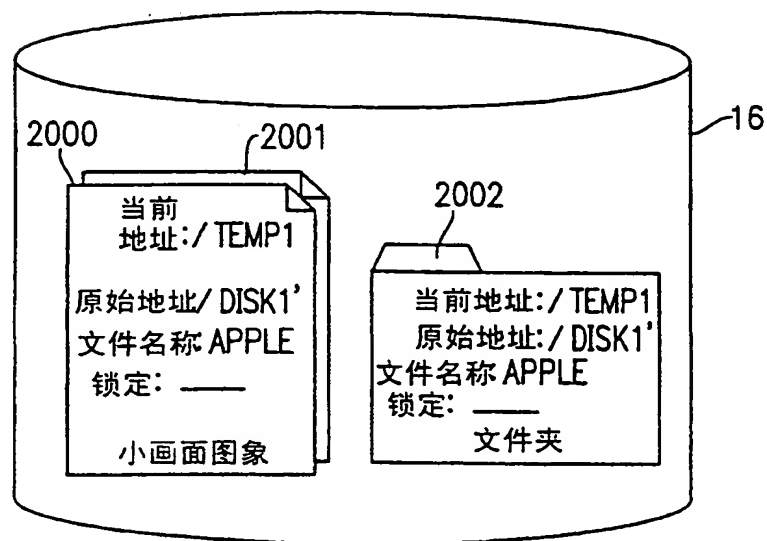 2000
2001
16
当前
地址:/ TEMP1
原始地址/ DISK1'
文件名称 APPLE
锁定:
小画面图象
2002
当前地址:/ TEMP1
原始地址:/ DISK1'
文件名称 APPLE
锁定:
文件夹